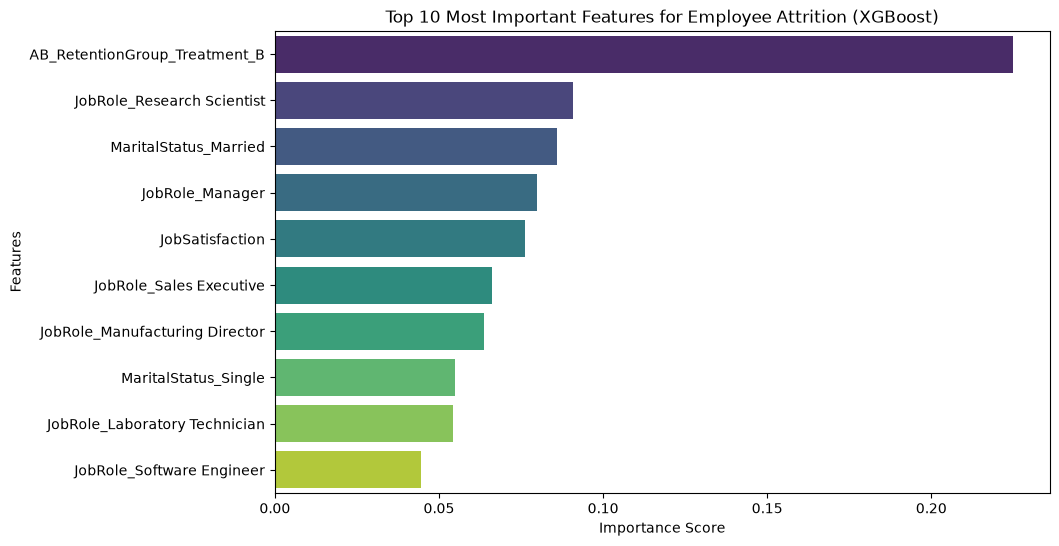 Top 10 Most Important Features for Employee Attrition (XGBoost)
Features
AB_RetentionGroup_Treatment_B
JobRole_Research Scientist
MaritalStatus_Married
JobRole_Manager
JobSatisfaction
JobRole_Sales Executive
JobRole_Manufacturing Director
MaritalStatus_Single
JobRole_Laboratory Technician
JobRole_Software Engineer
0.00 0.05 0.10 0.15 0.20
Importance Score